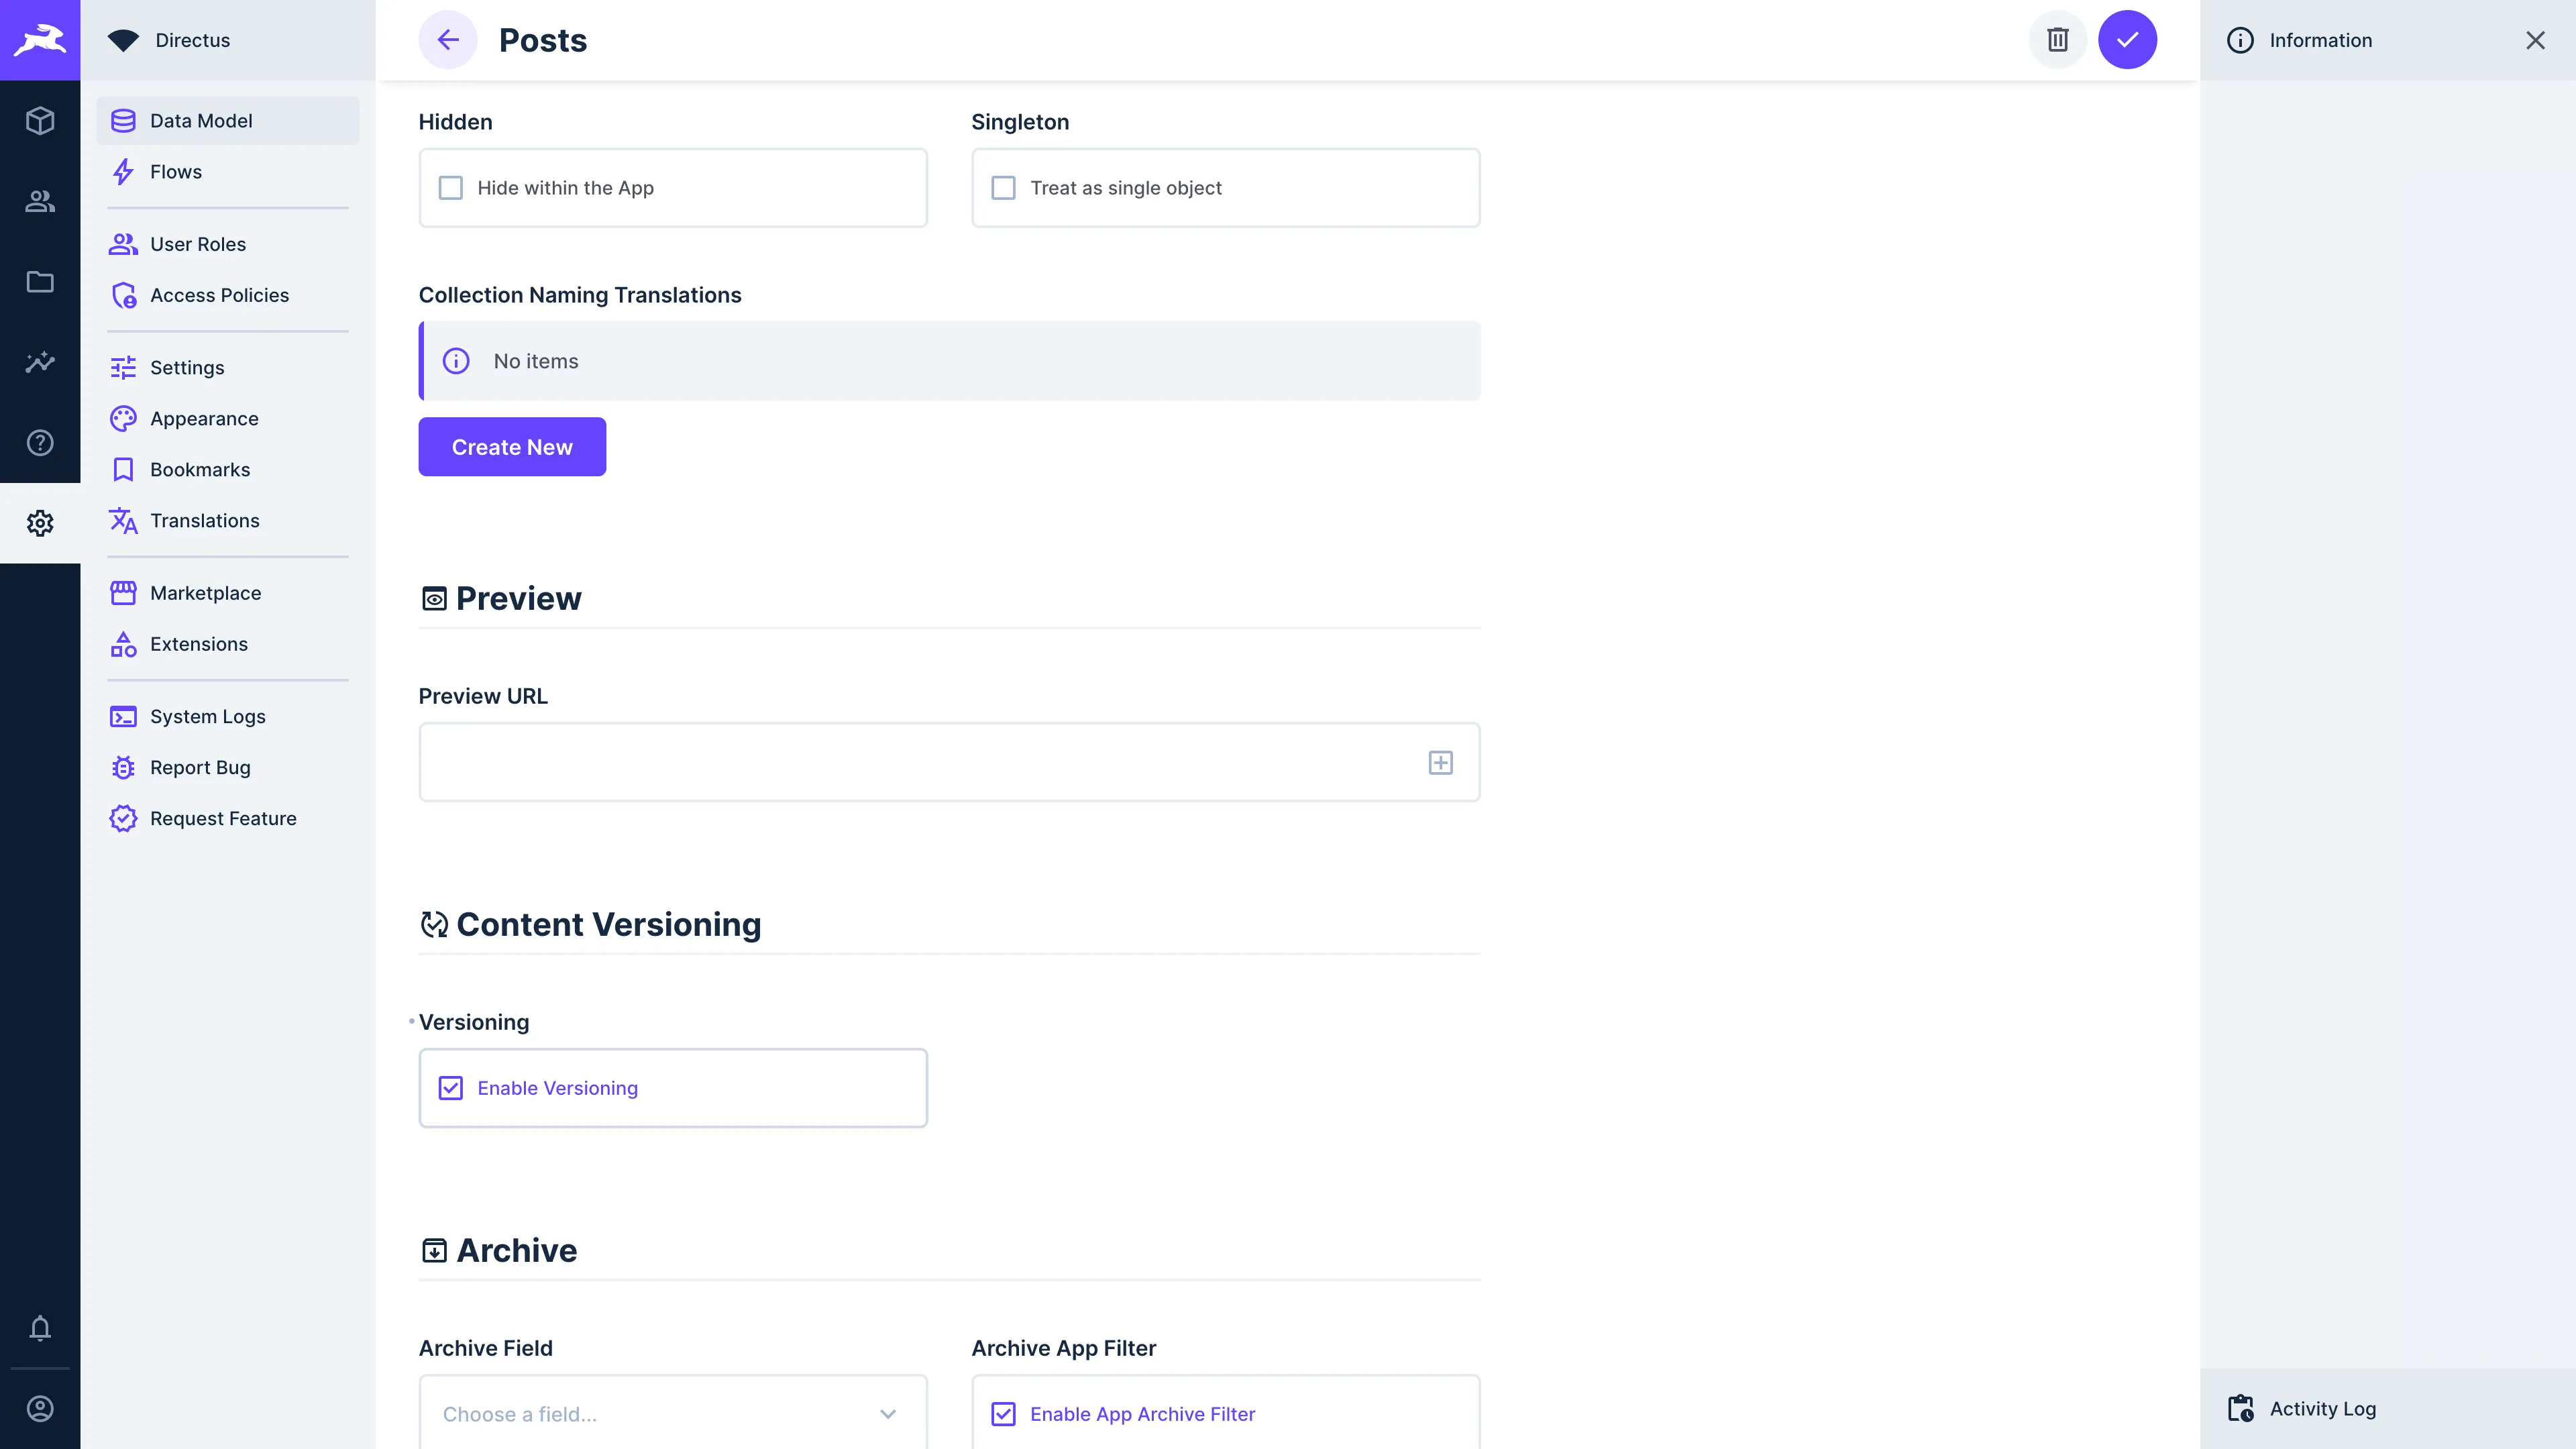 Directus
Data Model
Flows
User Roles
Access Policies
Settings
Appearance
Bookmarks
Translations
Marketplace
Extensions
System Logs
Report Bug
Request Feature
Posts
Hidden
Hide within the App
Singleton
Treat as single object
Collection Naming Translations
No items
Create New
Preview
Preview URL
Content Versioning
Versioning
Enable Versioning
Archive
Archive Field
Choose a field...
Archive App Filter
Enable App Archive Filter
Information
Activity Log